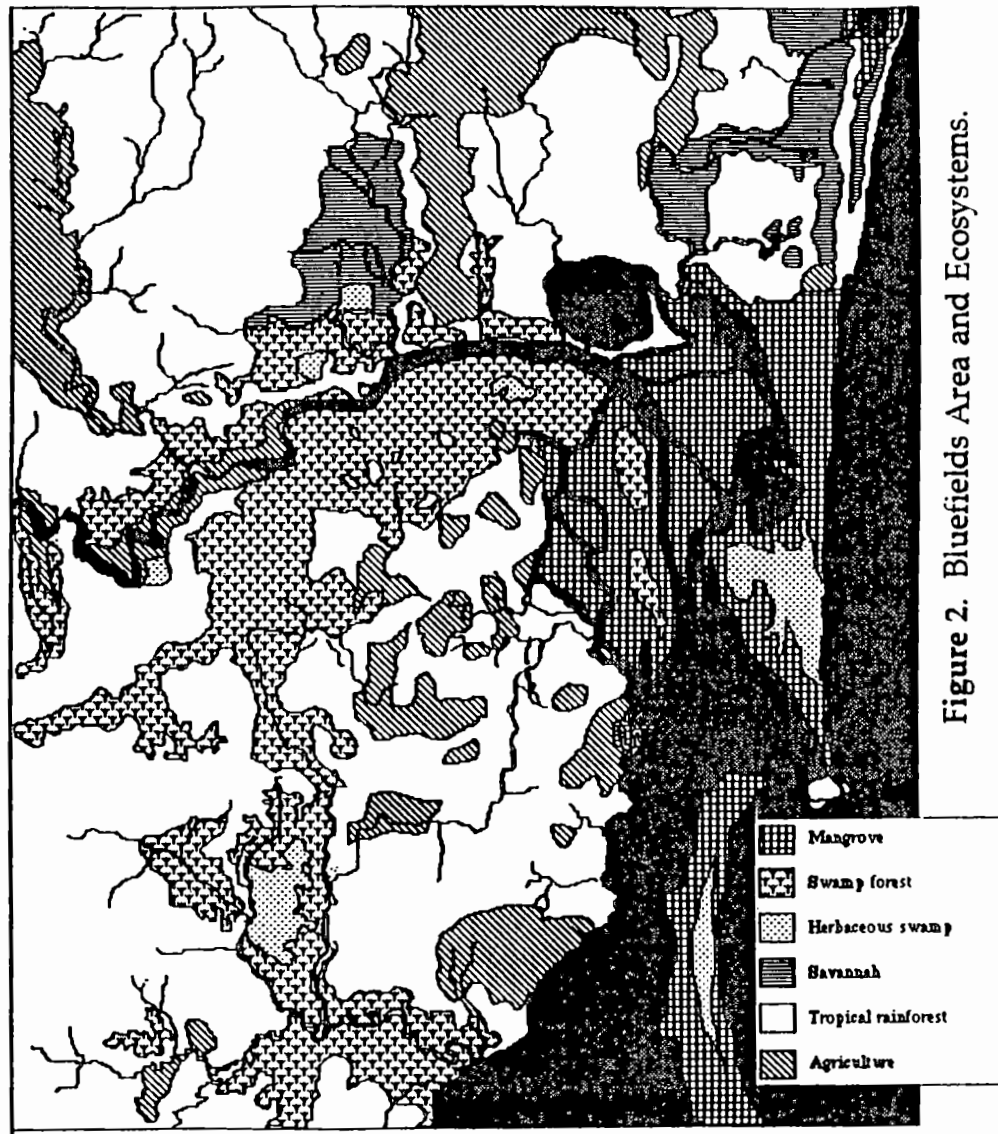 Figure 2. Bluefields Area and Ecosystems.
Mangrove
Swamp forest
Herbaceous swamp
Savannah
Tropical rainforest
Agriculture